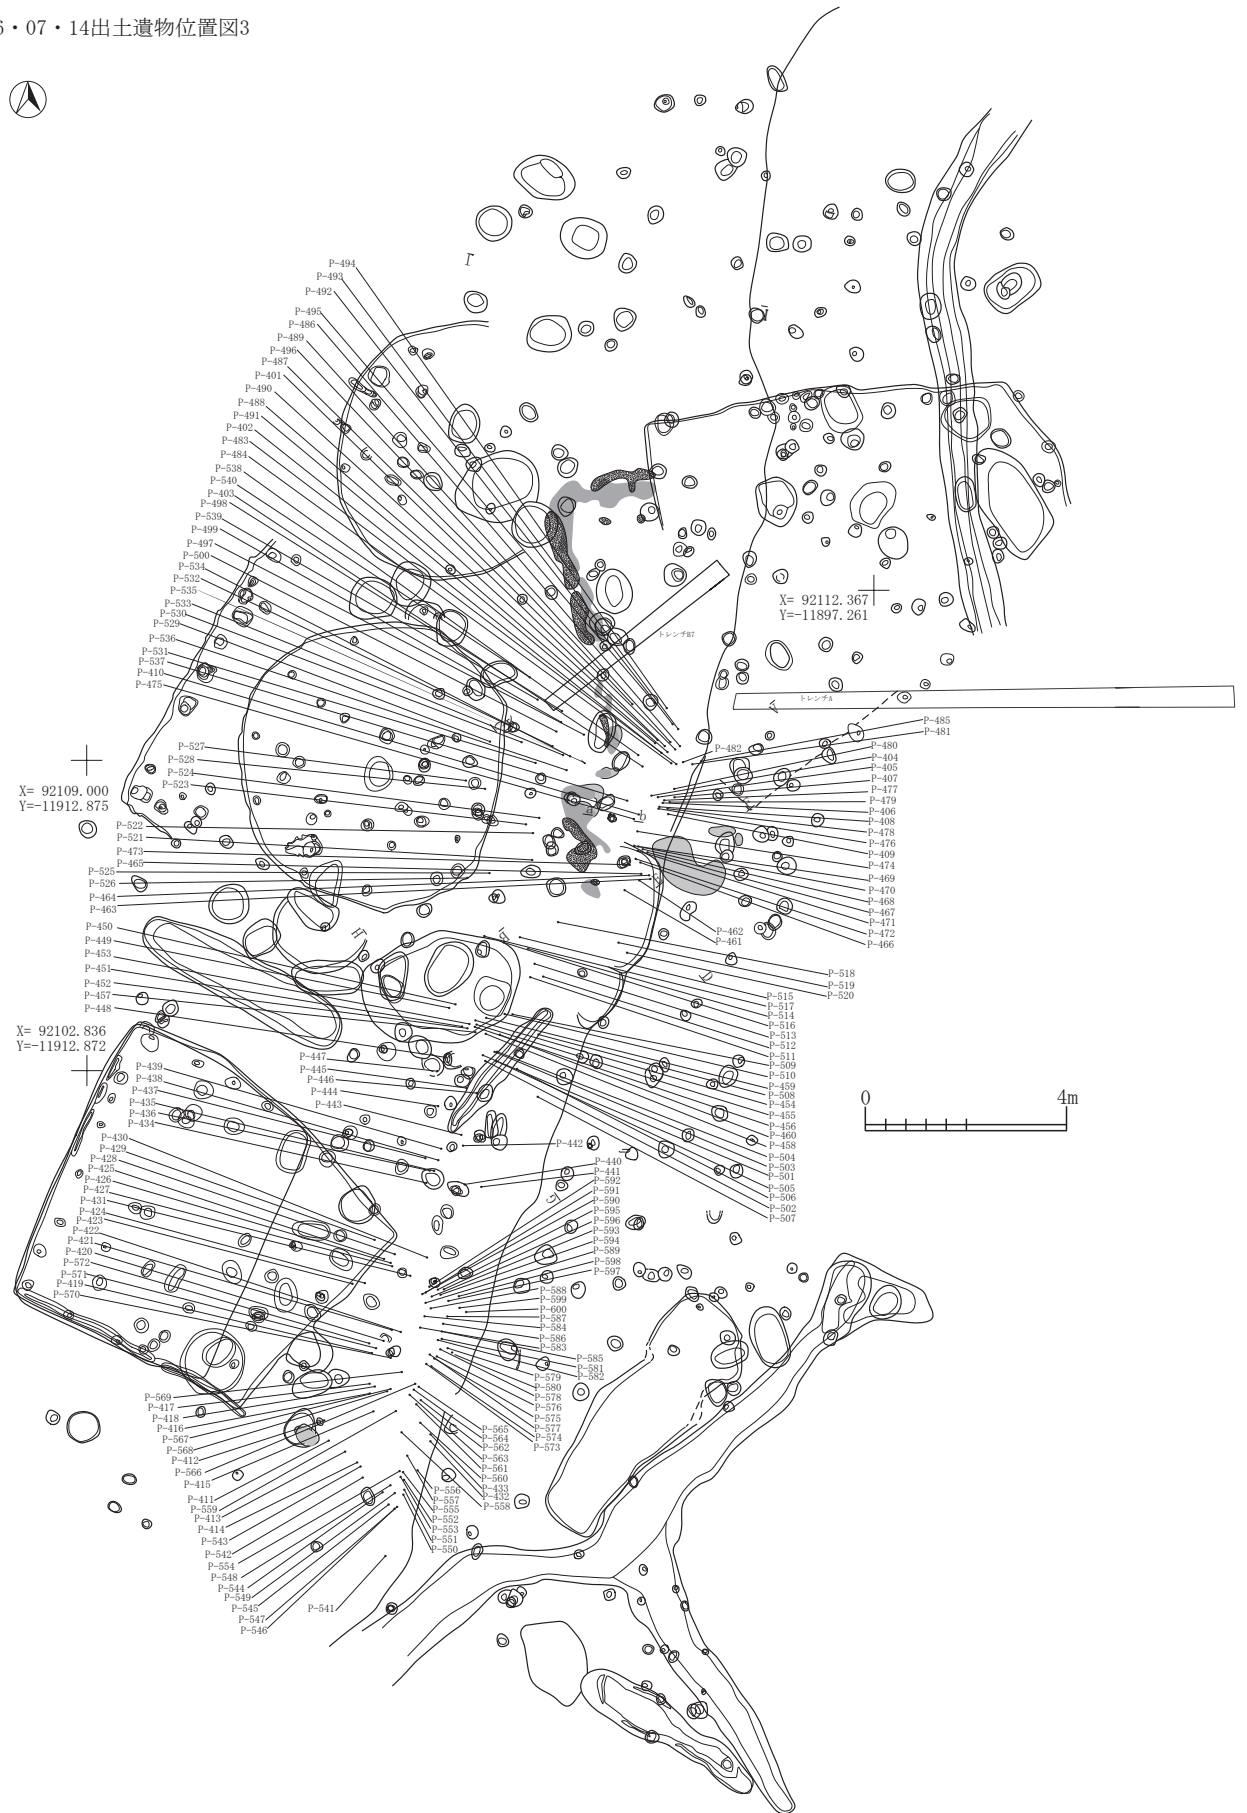 6・07・14出土遺物位置図3
P-494
P-493
P-492
P-495
P-486
P-489
P-496
P-487
P-401
P-490
P-488
P-491
P-402
P-483
P-484
P-538
P-540
P-403
P-498
P-539
P-499
P-497
P-500
P-534
P-532
P-535
P-533
P-530
P-529
P-536
P-531
P-537
P-410
P-475
X= 92112.367
Y=-11897.261
トレンチB7
トレンチA
P-485
P-481
P-482
P-480
P-404
P-405
P-407
P-477
P-479
P-406
P-408
P-478
P-476
P-409
P-474
P-469
P-470
P-468
P-467
P-471
P-472
P-466
P-527
P-528
P-524
P-523
X= 92109.000
Y=-11912.875
P-522
P-521
P-473
P-465
P-525
P-526
P-464
P-463
P-462
P-461
P-450
P-449
P-453
P-451
P-452
P-457
P-448
P-518
P-519
P-520
P-515
P-517
P-514
P-516
P-513
P-512
P-511
P-509
P-510
P-459
P-508
P-454
P-455
P-456
P-460
P-458
P-504
P-503
P-501
P-505
P-506
P-502
P-507
X= 92102.836
Y=-11912.872
P-447
P-445
P-446
P-444
P-443
P-442
P-439
P-438
P-437
P-435
P-436
P-434
P-430
P-429
P-428
P-425
P-426
P-427
P-431
P-424
P-423
P-422
P-421
P-420
P-572
P-571
P-419
P-570
P-440
P-441
P-592
P-591
P-590
P-595
P-596
P-593
P-594
P-589
P-598
P-597
P-588
P-599
P-600
P-587
P-584
P-586
P-583
P-585
P-581
P-582
P-579
P-580
P-578
P-576
P-575
P-577
P-574
P-573
0 4m
P-569
P-417
P-418
P-416
P-567
P-568
P-412
P-566
P-415
P-411
P-559
P-413
P-414
P-543
P-542
P-554
P-548
P-544
P-549
P-545
P-547
P-546
P-541
P-565
P-564
P-562
P-563
P-561
P-560
P-433
P-432
P-558
P-556
P-557
P-555
P-552
P-553
P-551
P-550